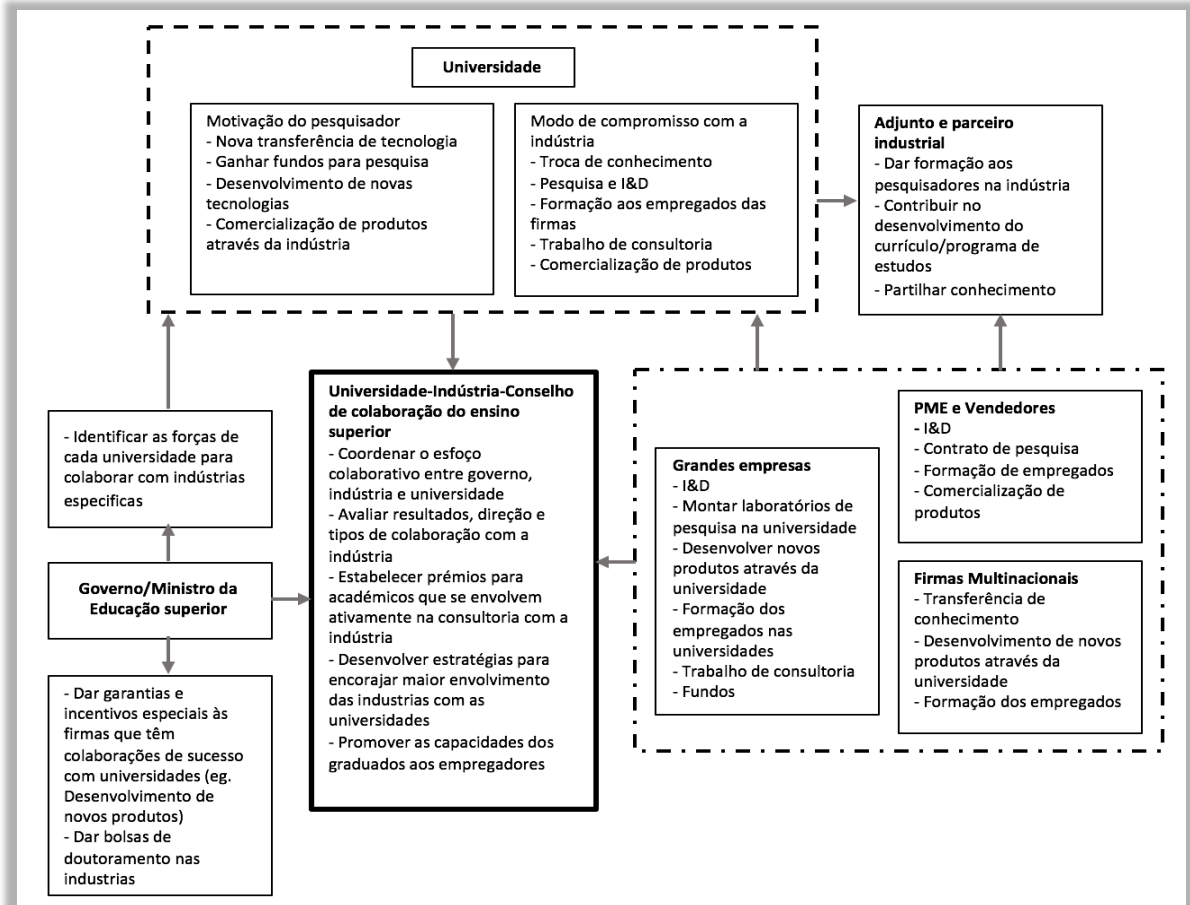 Universidade
Motivação do pesquisador
- Nova transferência de tecnologia
- Ganhar fundos para pesquisa
- Desenvolvimento de novas
tecnologias
- Comercialização de produtos
através da indústria
Modo de compromisso com a
indústria
- Troca de conhecimento
- Pesquisa e I&D
- Formação aos empregados das
firmas
- Trabalho de consultoria
- Comercialização de produtos
Adjunto e parceiro
industrial
- Dar formação aos
pesquisadores na indústria
- Contribuir no
desenvolvimento do
currículo/programa de
estudos
- Partilhar conhecimento
- Identificar as forças de
cada universidade para
colaborar com indústrias
especificas
Governo/Ministro da
Educação superior
- Dar garantias e
incentivos especiais às
firmas que têm
colaborações de sucesso
com universidades (eg.
Desenvolvimento de
novos produtos)
- Dar bolsas de
doutoramento nas
industrias
Universidade-Indústria-Conselho
de colaboração do ensino
superior
- Coordenar o esfoço
colaborativo entre governo,
indústria e universidade
- Avaliar resultados, direção e
tipos de colaboração com a
indústria
- Estabelecer prémios para
académicos que se envolvem
ativamente na consultoria com a
indústria
- Desenvolver estratégias para
encorajar maior envolvimento
das industrias com as
universidades
- Promover as capacidades dos
graduados aos empregadores
Grandes empresas
- I&D
- Montar laboratórios de
pesquisa na universidade
- Desenvolver novos
produtos através da
universidade
- Formação dos
empregados nas
universidades
- Trabalho de consultoria
- Fundos
PME e Vendedores
- I&D
- Contrato de pesquisa
- Formação de empregados
- Comercialização de
produtos
Firmas Multinacionais
- Transferência de
conhecimento
- Desenvolvimento de novos
produtos através da
universidade
- Formação dos empregados